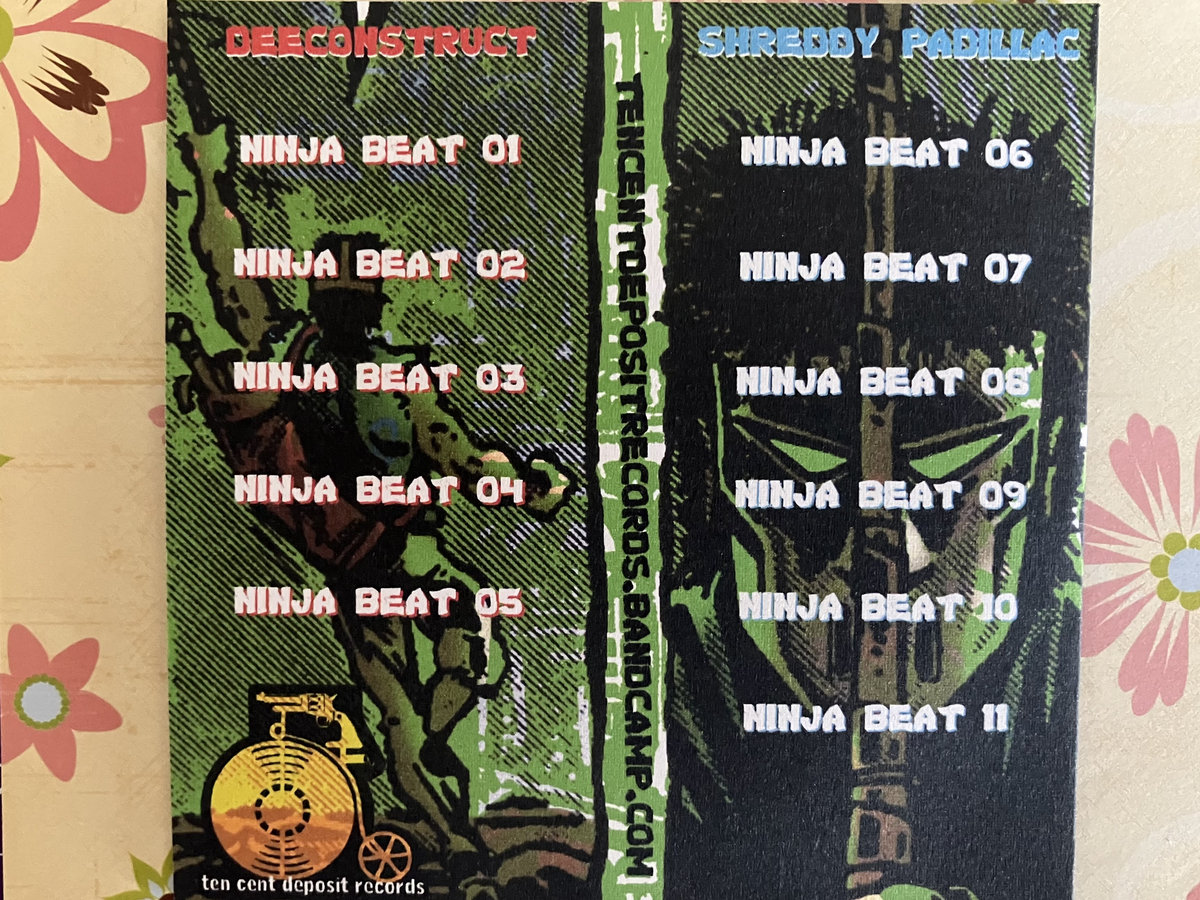 DEECONSTRUCT
NINJA BEAT 01
NINJA BEAT 02
NINJA BEAT 03
NINJA BEAT 04
NINJA BEAT 05
ten cent deposit records
TENCENTDEPOSITRECORDS.BANDCAMP.COM
SHREDDY PADILLAC
NINJA BEAT 06
NINJA BEAT 07
NINJA BEAT 08
NINJA BEAT 09
NINJA BEAT 10
NINJA BEAT 11